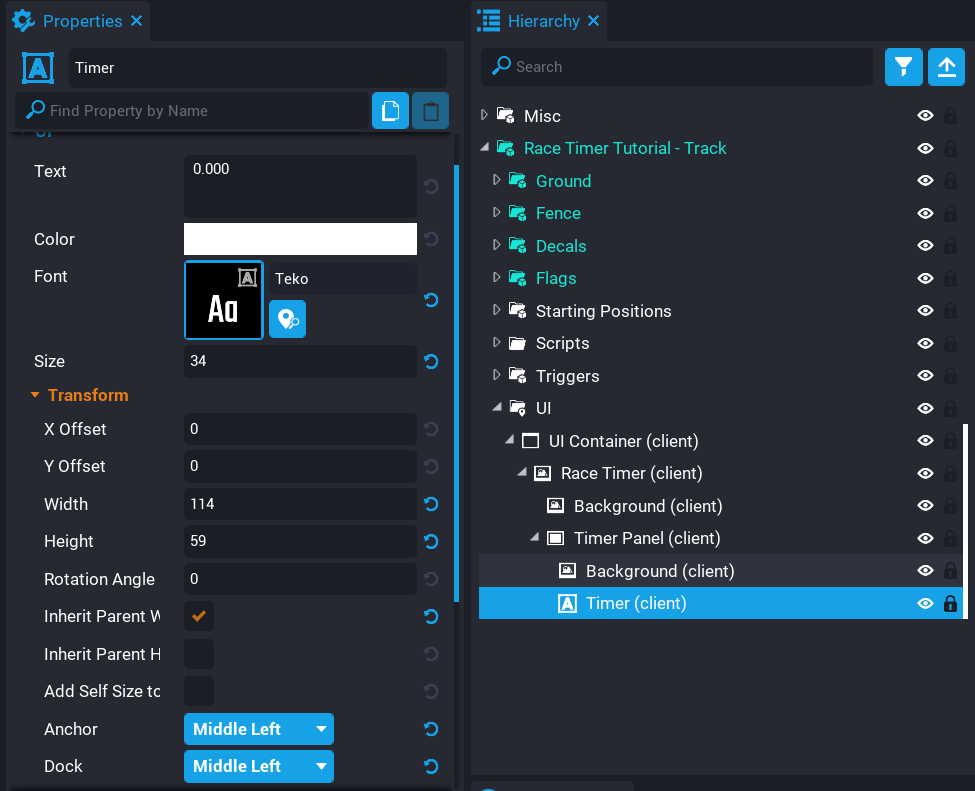 Properties
Timer
Find Property by Name
UI
Text
0.000
Color
Font
Aa
Teko
Size
34
Transform
X Offset
0
Y Offset
0
Width
114
Height
59
Rotation Angle
0
Inherit Parent W
Inherit Parent H
Add Self Size to
Anchor
Middle Left
Dock
Middle Left
Hierarchy
Search
Misc
Race Timer Tutorial - Track
Ground
Fence
Decals
Flags
Starting Positions
Scripts
Triggers
UI
UI Container (client)
Race Timer (client)
Background (client)
Timer Panel (client)
Background (client)
Timer (client)